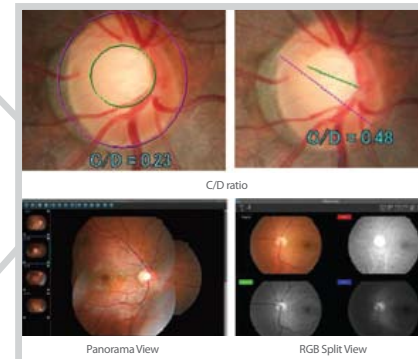 C/D = 0.23
C/D = 0.48
C/D ratio
Panorama View
RGB Split View